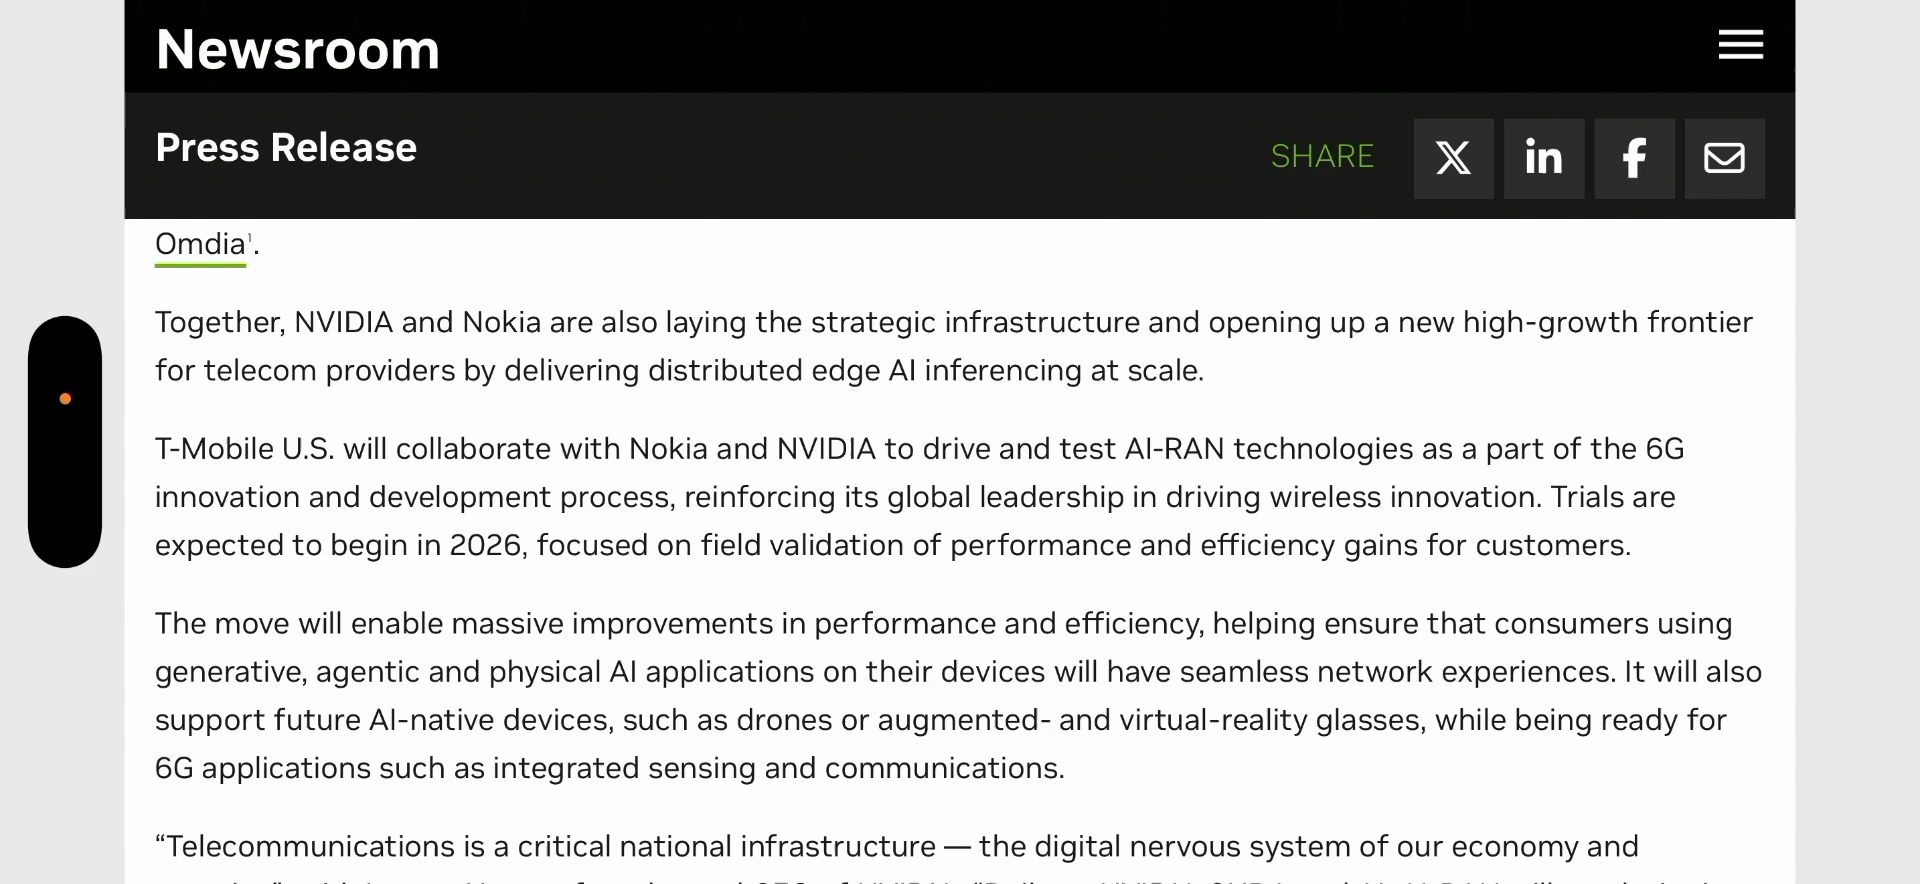 Newsroom
Press Release
SHARE
Omdia¹.
Together, NVIDIA and Nokia are also laying the strategic infrastructure and opening up a new high-growth frontier
for telecom providers by delivering distributed edge AI inferencing at scale.
T-Mobile U.S. will collaborate with Nokia and NVIDIA to drive and test AI-RAN technologies as a part of the 6G
innovation and development process, reinforcing its global leadership in driving wireless innovation. Trials are
expected to begin in 2026, focused on field validation of performance and efficiency gains for customers.
The move will enable massive improvements in performance and efficiency, helping ensure that consumers using
generative, agentic and physical AI applications on their devices will have seamless network experiences. It will also
support future AI-native devices, such as drones or augmented- and virtual-reality glasses, while being ready for
6G applications such as integrated sensing and communications.
“Telecommunications is a critical national infrastructure — the digital nervous system of our economy and